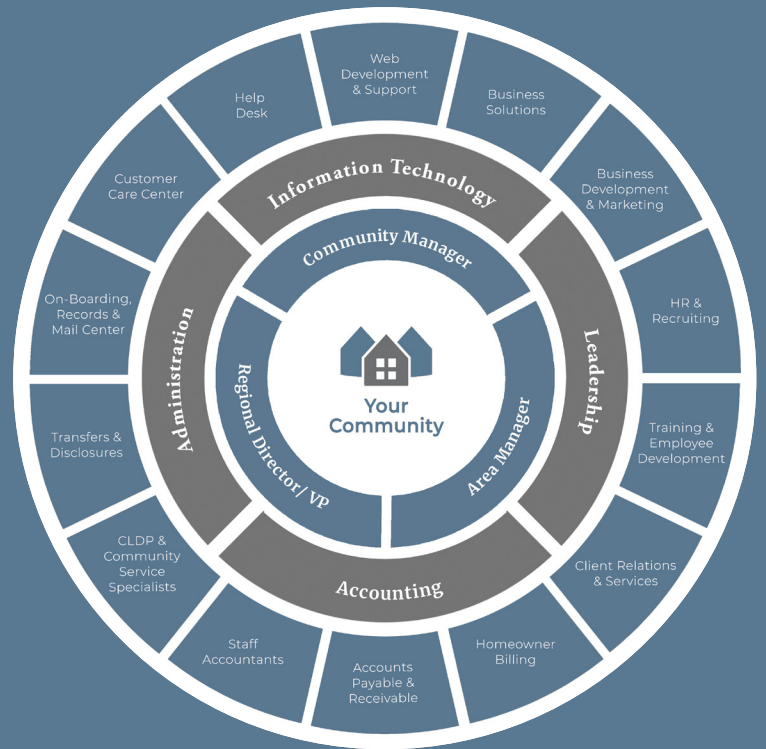 Web
Development
& Support
Business
Solutions
Business
Development
& Marketing
HR &
Recruiting
Training &
Employee
Development
Client Relations
& Services
Homeowner
Billing
Accounts
Payable &
Receivable
Staff
Accountants
CLDP &
Community
Service
Specialists
Transfers &
Disclosures
On-Boarding,
Records &
Mail Center
Customer
Care Center
Help
Desk
Information Technology
Leadership
Accounting
Administration
Community Manager
Area Manager
Regional Director/ VP
Your
Community